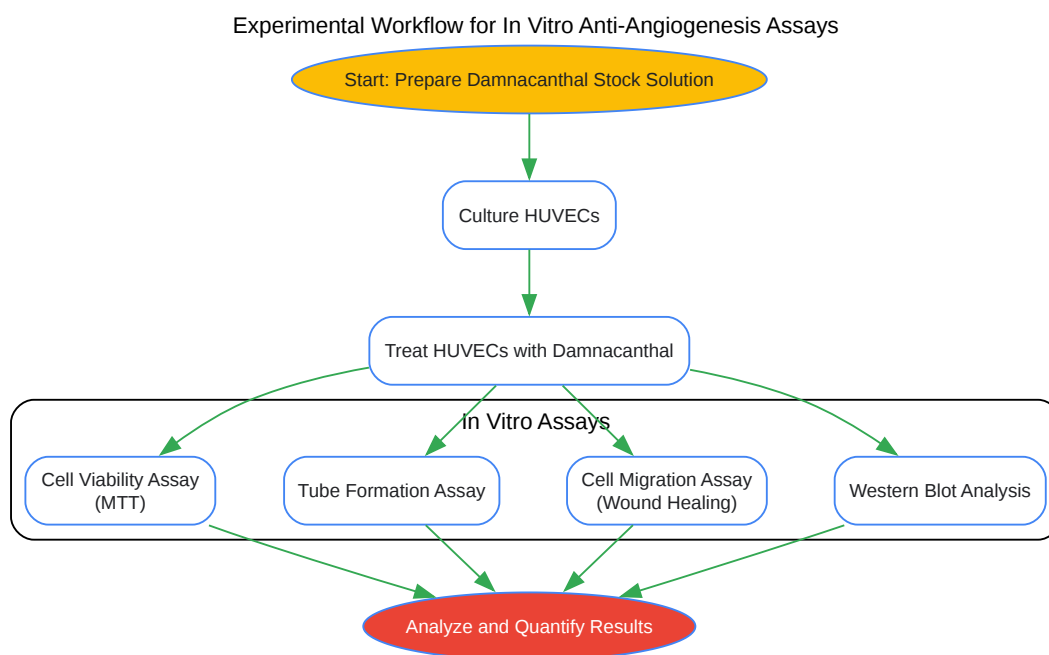 Experimental Workflow for In Vitro Anti-Angiogenesis Assays
Start: Prepare Damnacanthal Stock Solution
Culture HUVECs
Treat HUVECs with Damnacanthal
In Vitro Assays
Cell Viability Assay
(MTT)
Tube Formation Assay
Cell Migration Assay
(Wound Healing)
Western Blot Analysis
Analyze and Quantify Results